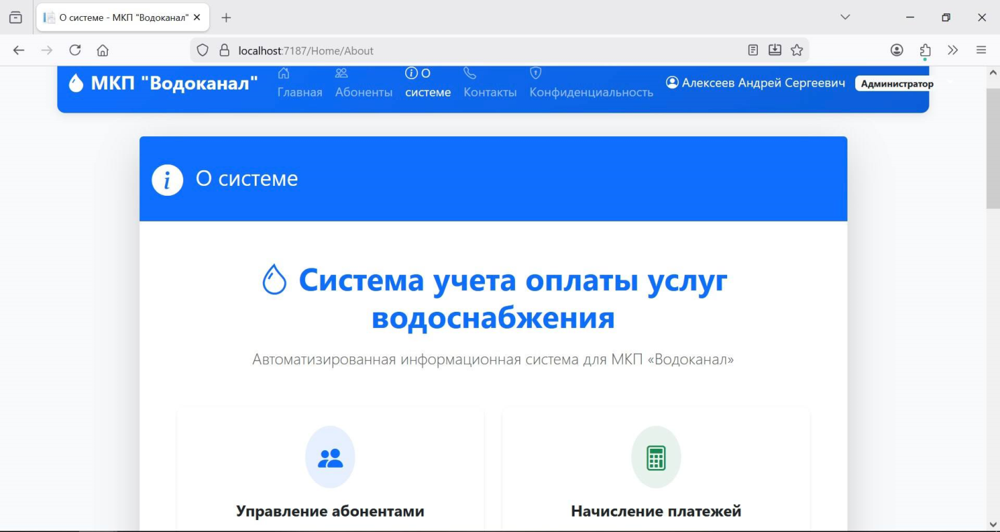 О системе - МКП "Водоканал"
localhost:7187/Home/About
МКП "Водоканал"
Главная
Абоненты
О
системе
Контакты
Конфиденциальность
Алексеев Андрей Сергеевич
Администратор
О системе
Система учета оплаты услуг
водоснабжения
Автоматизированная информационная система для МКП «Водоканал»
Управление абонентами
Начисление платежей